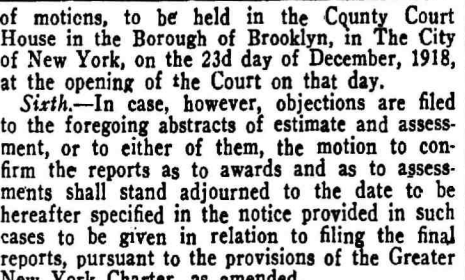 of motions, to be held in the County Court
House in the Borough of Brooklyn, in The City
of New York, on the 23d day of December, 1918,
at the opening of the Court on that day.
Sixth.—In case, however, objections are filed
to the foregoing abstracts of estimate and assess-
ment, or to either of them, the motion to con-
firm the reports as to awards and as to assess-
ments shall stand adjourned to the date to be
hereafter specified in the notice provided in such
cases to be given in relation to filing the final
reports, pursuant to the provisions of the Greater
New York Charter, as amended.